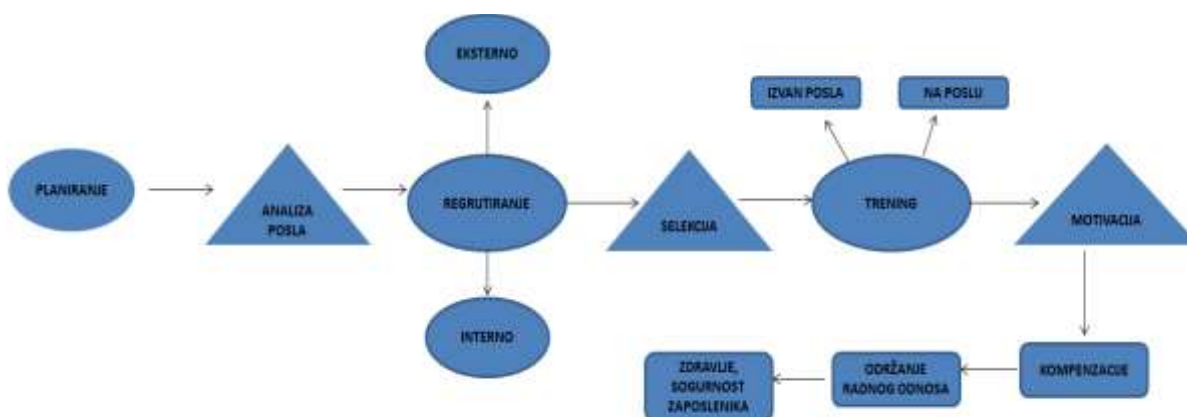 EKSTERNO
IZVAN POSLA
NA POSLU
PLANIRANJE
ANALIZA
POSLA
REGRUTIRANJE
SELEKCIJA
TRENING
MOTIVACIJA
INTERNO
ZDRAVLJE,
SOGURNOST
ZAPOSLENIKA
ODRŽANJE
RADNOG ODNOSA
KOMPENZACIJE